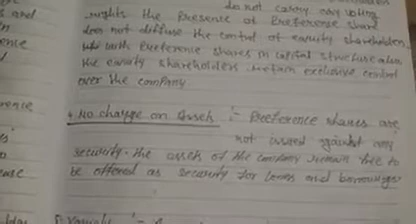 s and
do not carry any voting
rights the presence of Preference share
does not diffuse the control of equity shareholders
with Preference shares in capital structure also
the equity shareholders retain exclusive control
over the company
4. No charge on Assets :- Preference shares are
not issued against any
security. the assets of the company remain free to
be offered as security for loans and borrowings